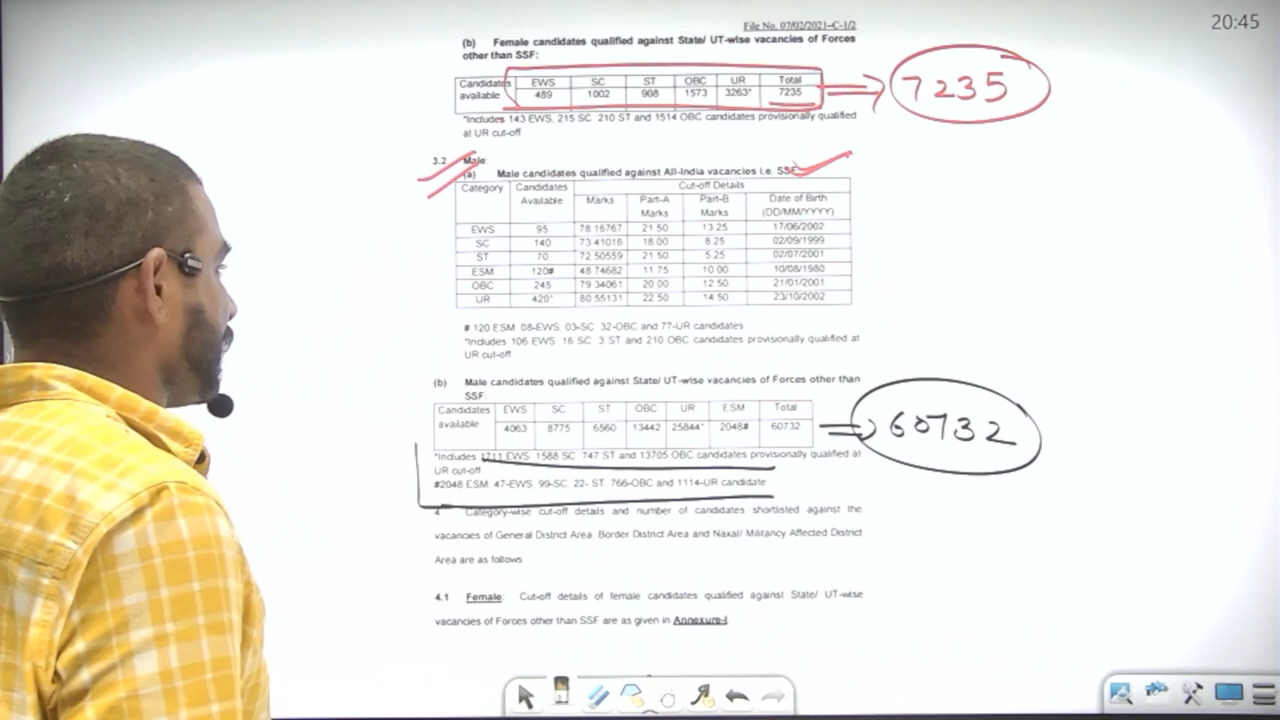 20:45
File No. 07/02/2021-C-1/2
(b) Female candidates qualified against State/ UT-wise vacancies of Forces
other than SSF:
Candidates available EWS SC ST OBC UR Total
489 1002 908 1573 3263* 7235
7235
*Includes 143 EWS, 215 SC 210 ST and 1514 OBC candidates provisionally qualified
at UR cut-off
3.2 Male:
(a) Male candidates qualified against All-India vacancies i.e. SSF
Category Candidates Available Cut-off Details
Marks Part-A Marks Part-B Marks Date of Birth (DD/MM/YYYY)
EWS 95 78.16767 21.50 13.25 17/06/2002
SC 140 73.41016 18.00 8.25 02/09/1999
ST 70 72.50559 21.50 5.25 02/07/2001
ESM 120# 48.74682 11.75 10.00 10/08/1980
OBC 245 79.34061 20.00 12.50 21/01/2001
UR 420* 80.55131 22.50 14.50 23/10/2002
# 120 ESM 08-EWS, 03-SC 32-OBC and 77-UR candidates
*Includes 106 EWS 16 SC 3 ST and 210 OBC candidates provisionally qualified at
UR cut-off
(b) Male candidates qualified against State/ UT-wise vacancies of Forces other than
SSF:
Candidates available EWS SC ST OBC UR ESM Total
4063 8775 6560 13442 25844* 2048# 60732
60732
*Includes 1711 EWS 1588 SC 747 ST and 13705 OBC candidates provisionally qualified at
UR cut-off
#2048 ESM 47-EWS 99-SC 22- ST 766-OBC and 1114-UR candidate
4 Category-wise cut-off details and number of candidates shortlisted against the
vacancies of General District Area Border District Area and Naxal/ Militancy Affected District
Area are as follows
4.1 Female: Cut-off details of female candidates qualified against State/ UT-wise
vacancies of Forces other than SSF are as given in Annexure-I